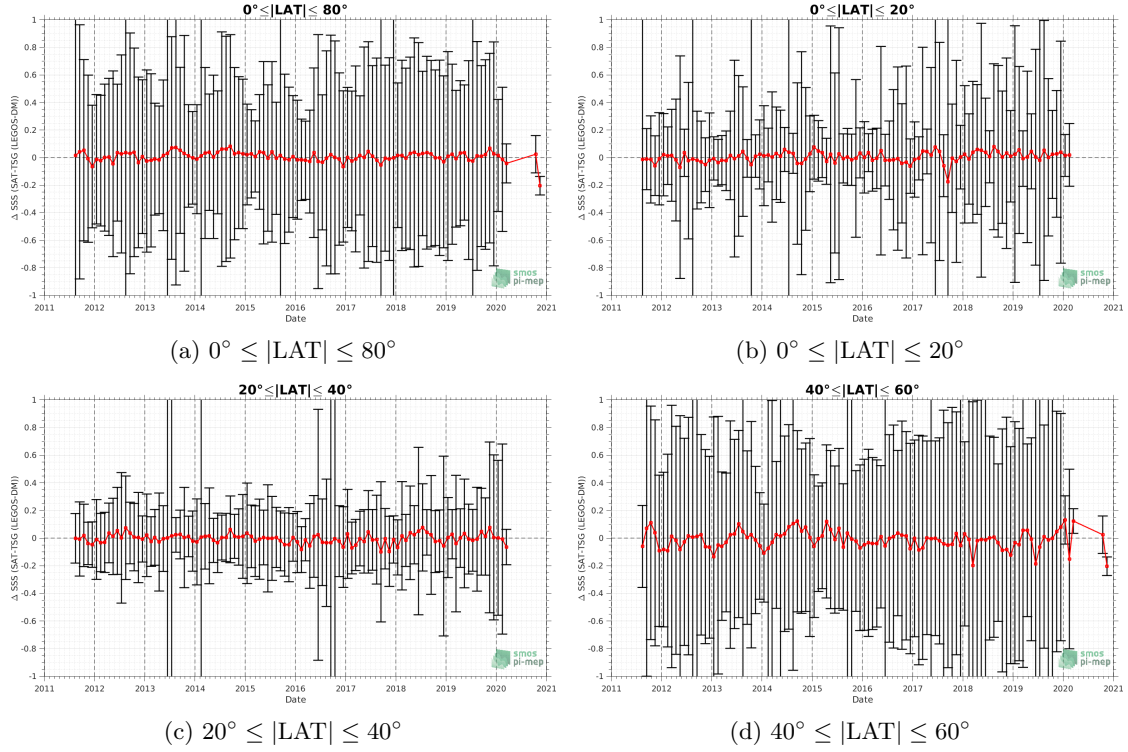 0°≤|LAT|≤ 80°
1
0.8
0.6
0.4
0.2
0
-0.2
-0.4
-0.6
-0.8
-1
Δ SSS (SAT-TSG (LEGOS-DM))
2011 2012 2013 2014 2015 2016 2017 2018 2019 2020 2021
Date
smos
pi-mep
(a) 0° ≤ |LAT| ≤ 80°
0°≤|LAT|≤ 20°
1
0.8
0.6
0.4
0.2
0
-0.2
-0.4
-0.6
-0.8
-1
Δ SSS (SAT-TSG (LEGOS-DM))
2011 2012 2013 2014 2015 2016 2017 2018 2019 2020 2021
Date
smos
pi-mep
(b) 0° ≤ |LAT| ≤ 20°
20°≤|LAT|≤ 40°
1
0.8
0.6
0.4
0.2
0
-0.2
-0.4
-0.6
-0.8
-1
Δ SSS (SAT-TSG (LEGOS-DM))
2011 2012 2013 2014 2015 2016 2017 2018 2019 2020 2021
Date
smos
pi-mep
(c) 20° ≤ |LAT| ≤ 40°
40°≤|LAT|≤ 60°
1
0.8
0.6
0.4
0.2
0
-0.2
-0.4
-0.6
-0.8
-1
Δ SSS (SAT-TSG (LEGOS-DM))
2011 2012 2013 2014 2015 2016 2017 2018 2019 2020 2021
Date
smos
pi-mep
(d) 40° ≤ |LAT| ≤ 60°